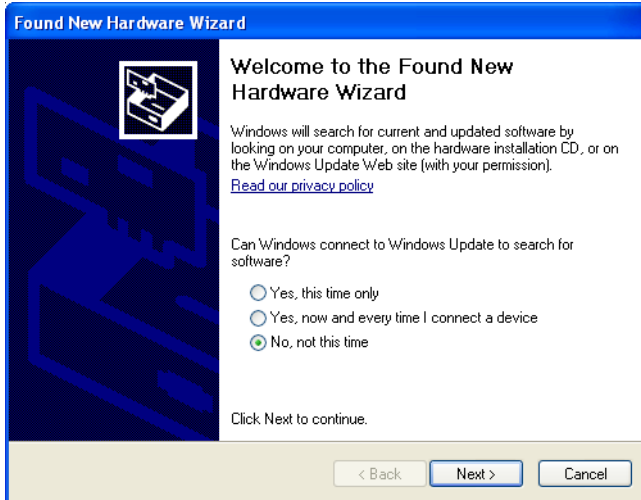 Found New Hardware Wizard
Welcome to the Found New
Hardware Wizard
Windows will search for current and updated software by
looking on your computer, on the hardware installation CD, or on
the Windows Update Web site (with your permission).
Read our privacy policy
Can Windows connect to Windows Update to search for
software?
Yes, this time only
Yes, now and every time I connect a device
No, not this time
Click Next to continue.
< Back
Next >
Cancel